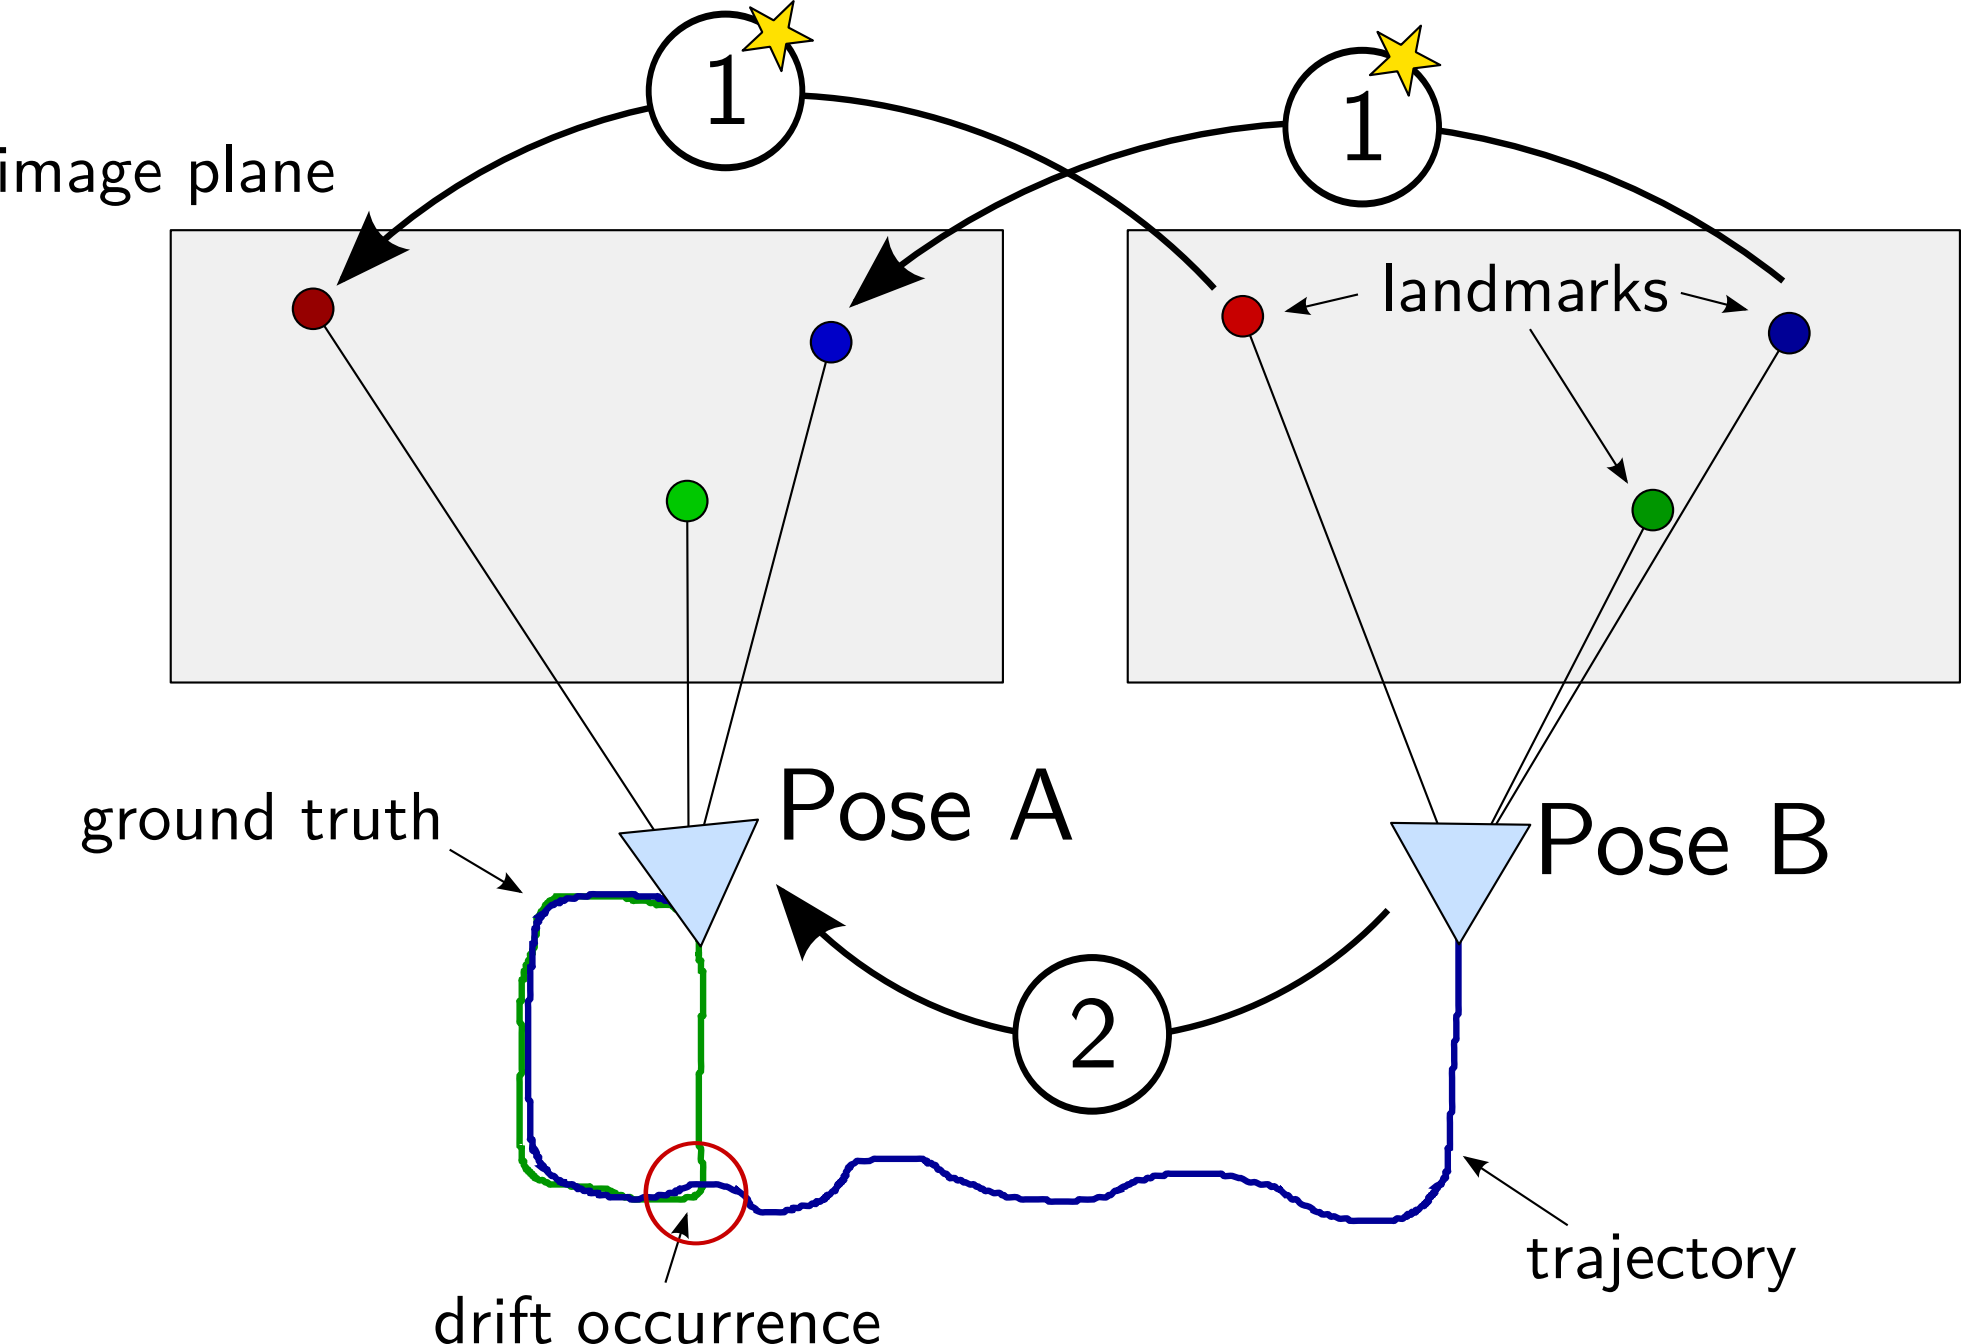 1
1
image plane
landmarks
Pose A
Pose B
ground truth
2
trajectory
drift occurrence